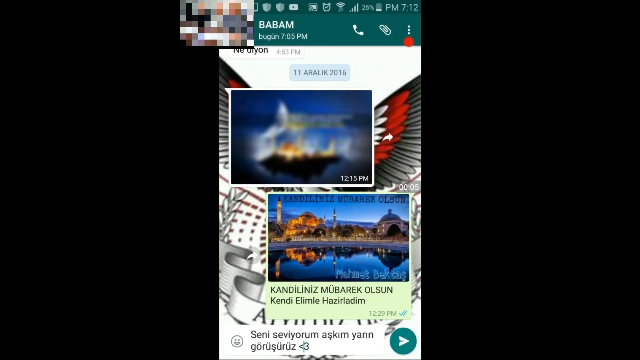 26% PM 7:12
BABAM
bugün 7:05 PM
Ne diyon
4:53 PM
11 ARALIK 2016
12:15 PM
00:05
KANDİLİNİZ MÜBAREK OLSUN
Mehmet Bektaş
KANDİLİNİZ MÜBAREK OLSUN
Kendi Elimle Hazirladim
12:29 PM
Seni seviyorum aşkım yarın
görüşürüz <3